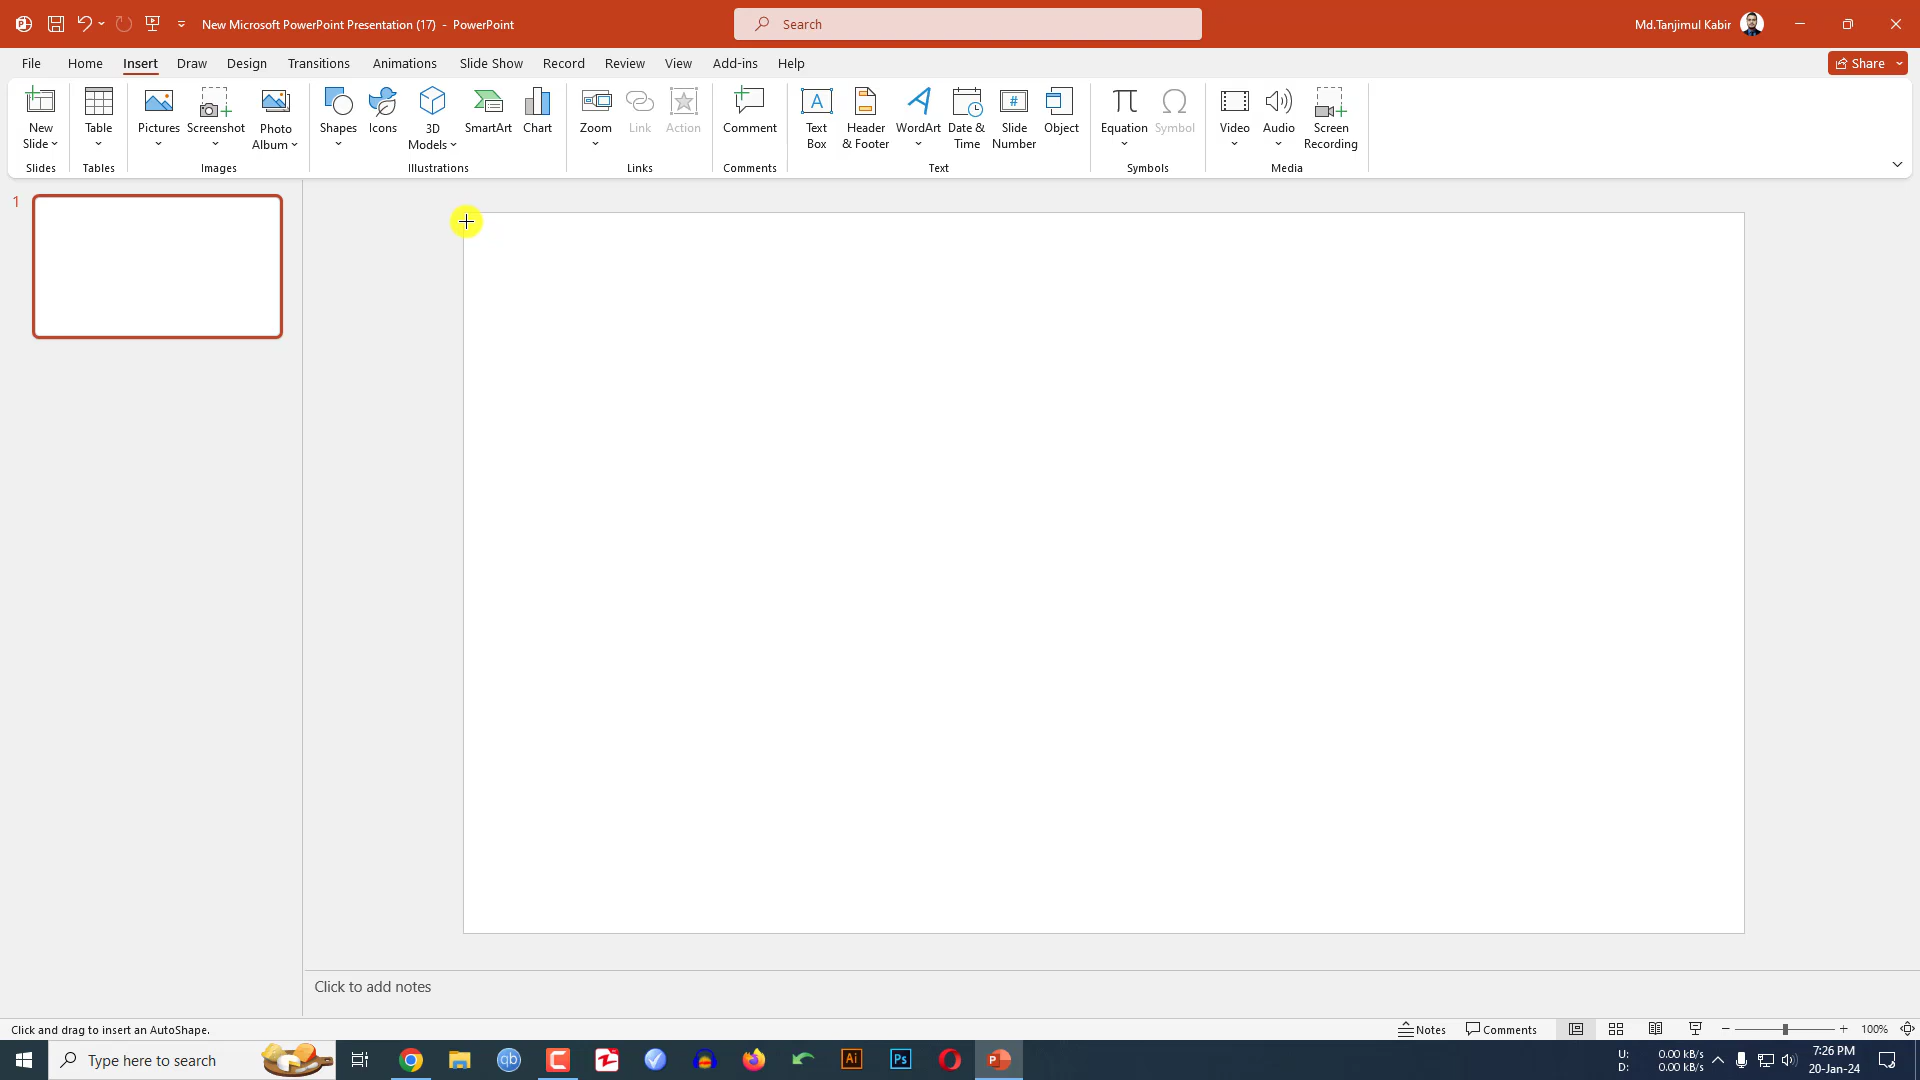 New Microsoft PowerPoint Presentation (17) - PowerPoint
Search
Md.Tanjimul Kabir
File Home Insert Draw Design Transitions Animations Slide Show Record Review View Add-ins Help
Share
New Slide
Table
Pictures
Screenshot
Photo Album
Shapes
Icons
3D Models
SmartArt
Chart
Zoom
Link
Action
Comment
Text Box
Header & Footer
WordArt
Date & Time
Slide Number
Object
Equation
Symbol
Video
Audio
Screen Recording
Slides Tables Images Illustrations Links Comments Text Symbols Media
1
Click to add notes
Click and drag to insert an AutoShape.
Notes
Comments
100%
Type here to search
qb
Ai
Ps
P
U: 0.00 kB/s
D: 0.00 kB/s
7:26 PM
20-Jan-24